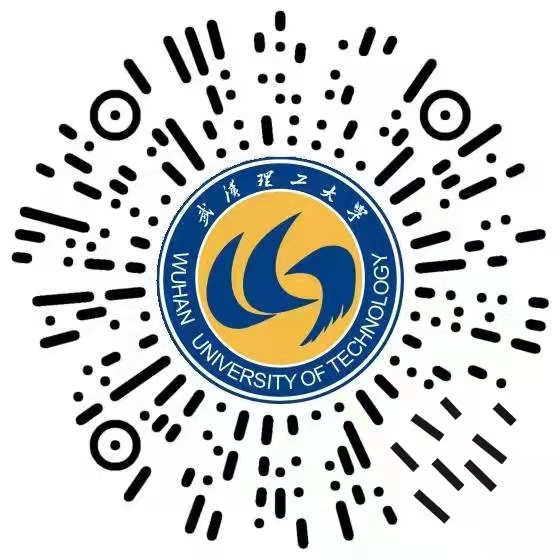 武汉理工大学
WUHAN UNIVERSITY OF TECHNOLOGY